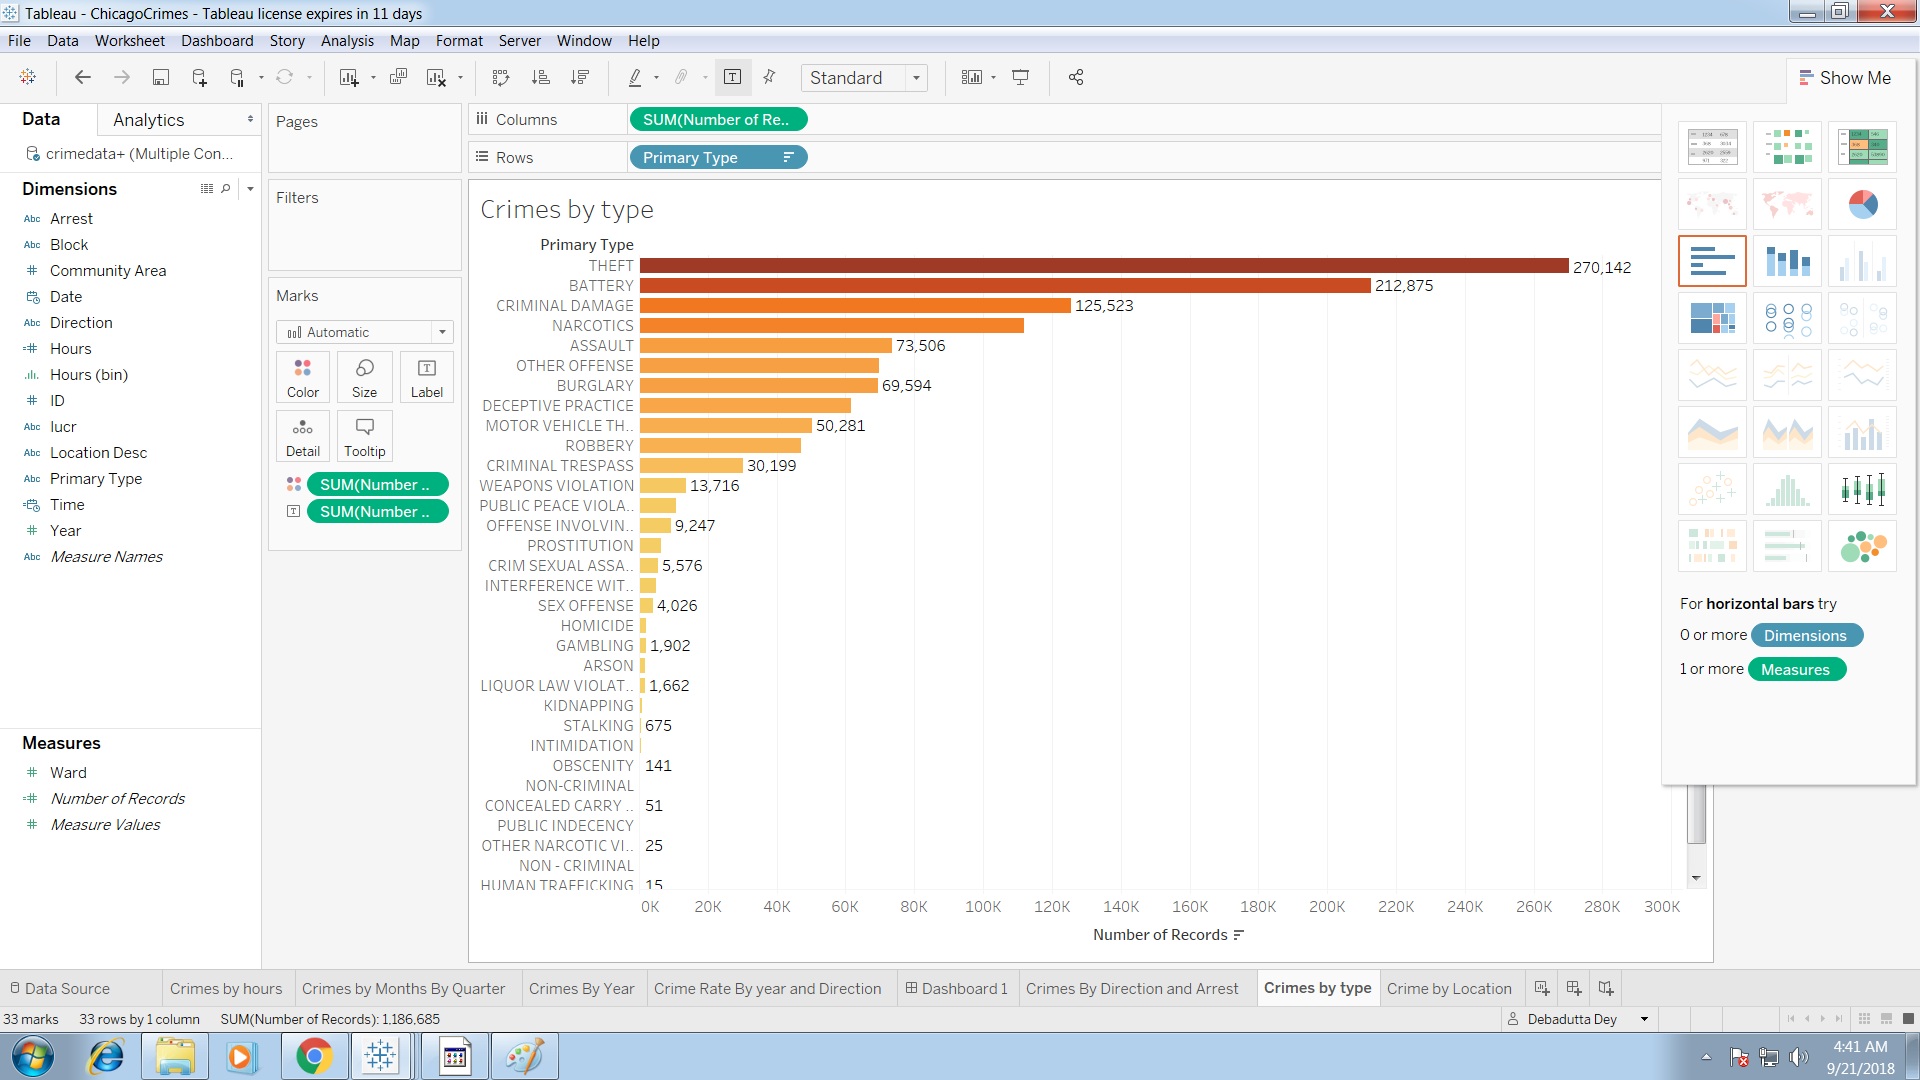 Tableau - ChicagoCrimes - Tableau license expires in 11 days
File Data Worksheet Dashboard Story Analysis Map Format Server Window Help
Standard
Show Me
Data
Analytics
crimedata+ (Multiple Con...
Dimensions
Abc Arrest
Abc Block
# Community Area
Date
Abc Direction
=# Hours
Hours (bin)
# ID
Abc Iucr
Abc Location Desc
Abc Primary Type
Time
# Year
Abc Measure Names
Measures
# Ward
=# Number of Records
# Measure Values
Pages
Filters
Marks
Automatic
Color
Size
Label
Detail
Tooltip
SUM(Number ..
SUM(Number ..
Columns
SUM(Number of Re..
Rows
Primary Type
Crimes by type
Primary Type
THEFT 270,142
BATTERY 212,875
CRIMINAL DAMAGE 125,523
NARCOTICS
ASSAULT 73,506
OTHER OFFENSE
BURGLARY 69,594
DECEPTIVE PRACTICE
MOTOR VEHICLE TH.. 50,281
ROBBERY
CRIMINAL TRESPASS 30,199
WEAPONS VIOLATION 13,716
PUBLIC PEACE VIOLA..
OFFENSE INVOLVIN.. 9,247
PROSTITUTION
CRIM SEXUAL ASSA.. 5,576
INTERFERENCE WIT..
SEX OFFENSE 4,026
HOMICIDE
GAMBLING 1,902
ARSON
LIQUOR LAW VIOLAT.. 1,662
KIDNAPPING
STALKING 675
INTIMIDATION
OBSCENITY 141
NON-CRIMINAL
CONCEALED CARRY .. 51
PUBLIC INDECENCY
OTHER NARCOTIC VI.. 25
NON - CRIMINAL
HUMAN TRAFFICKING 15
0K 20K 40K 60K 80K 100K 120K 140K 160K 180K 200K 220K 240K 260K 280K 300K
Number of Records
For horizontal bars try
0 or more Dimensions
1 or more Measures
Data Source
Crimes by hours
Crimes by Months By Quarter
Crimes By Year
Crime Rate By year and Direction
Dashboard 1
Crimes By Direction and Arrest
Crimes by type
Crime by Location
33 marks 33 rows by 1 column SUM(Number of Records): 1,186,685
Debadutta Dey
4:41 AM
9/21/2018